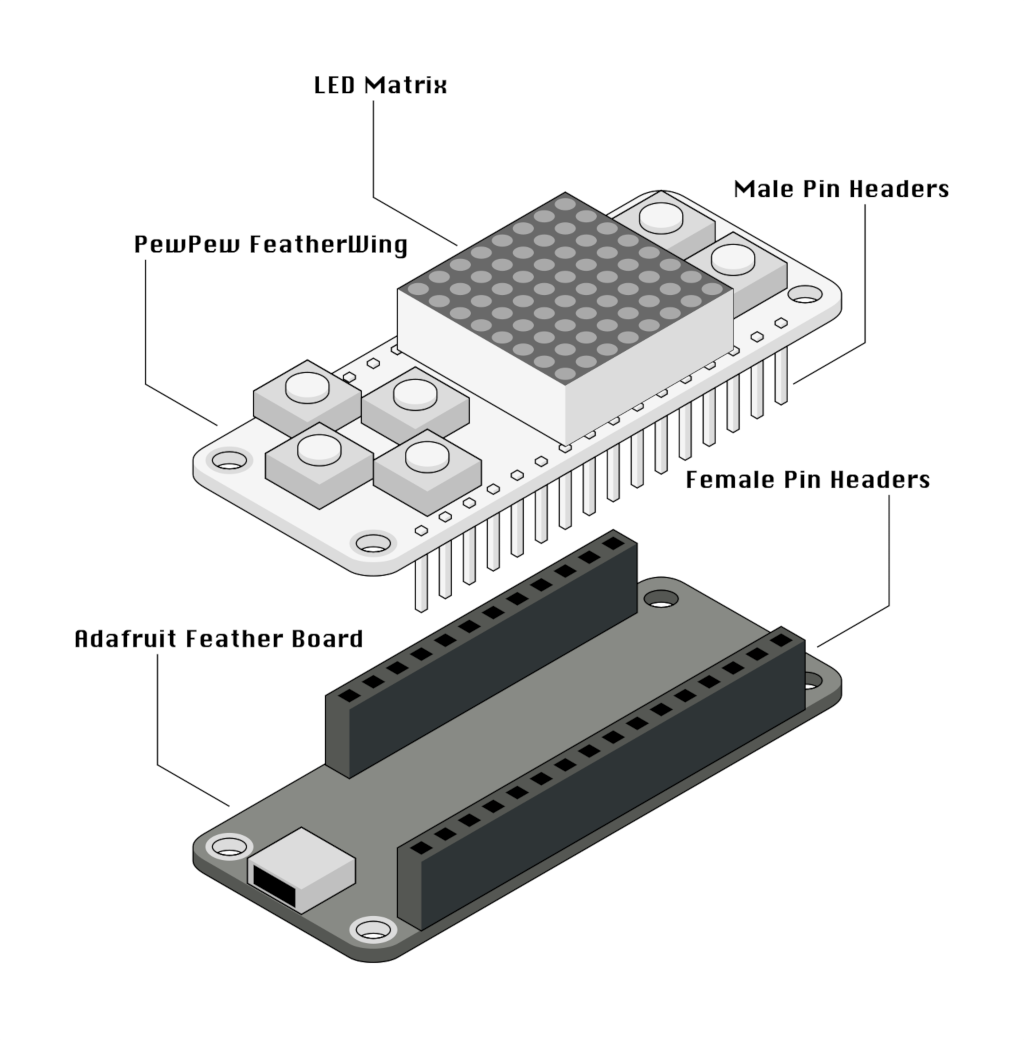 LED Matrix
Male Pin Headers
PewPew FeatherWing
Female Pin Headers
Adafruit Feather Board